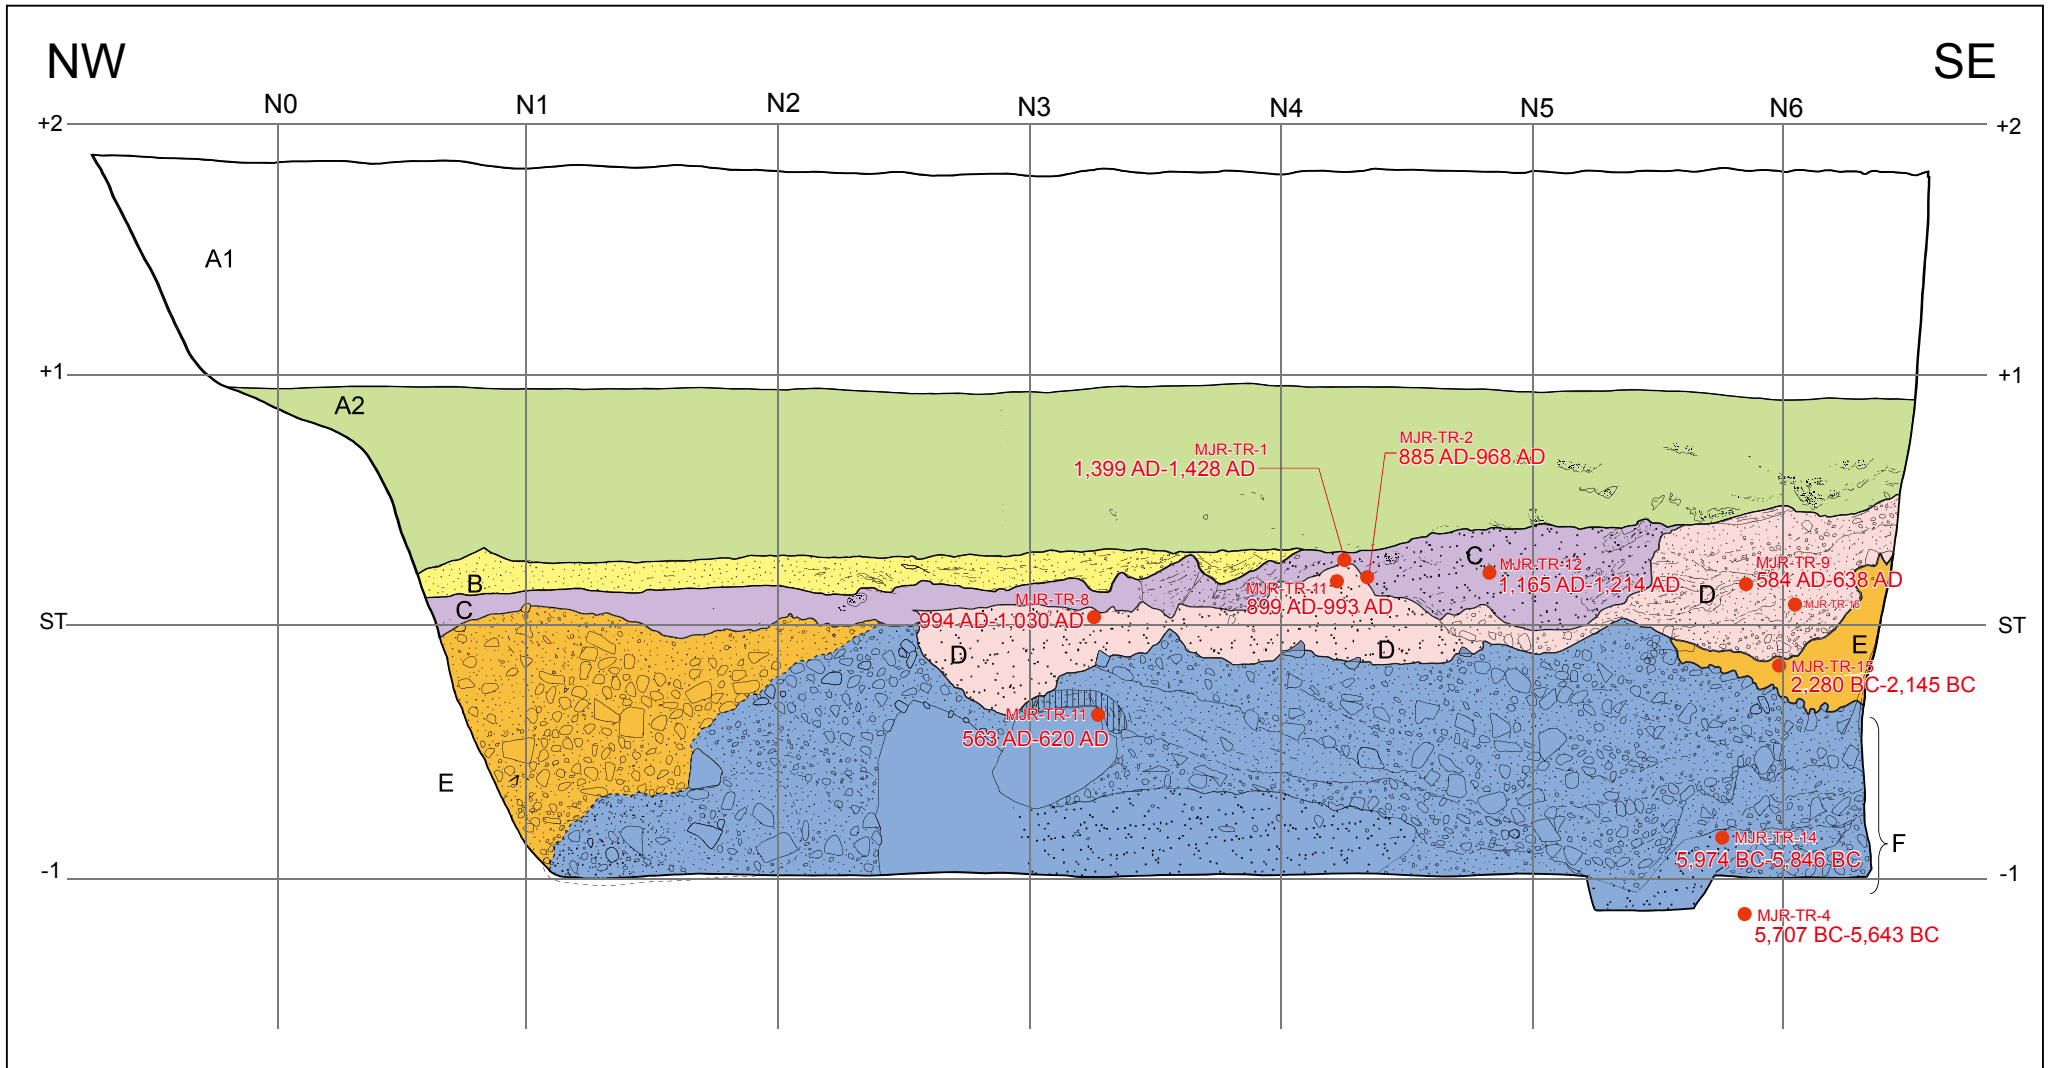 NW
SE
N0
N1
N2
N3
N4
N5
N6
+2
+2
A1
+1
+1
A2
MJR-TR-1
1,399 AD-1,428 AD
MJR-TR-2
885 AD-968 AD
B
C
C
MJR-TR-12
1,165 AD-1,214 AD
MJR-TR-9
584 AD-638 AD
D
MJR-TR-11
899 AD-993 AD
MJR-TR-8
994 AD-1,030 AD
ST
ST
D
D
E
MJR-TR-15
2,280 BC-2,145 BC
MJR-TR-11
563 AD-620 AD
E
MJR-TR-14
5,974 BC-5,846 BC
F
-1
-1
MJR-TR-4
5,707 BC-5,643 BC